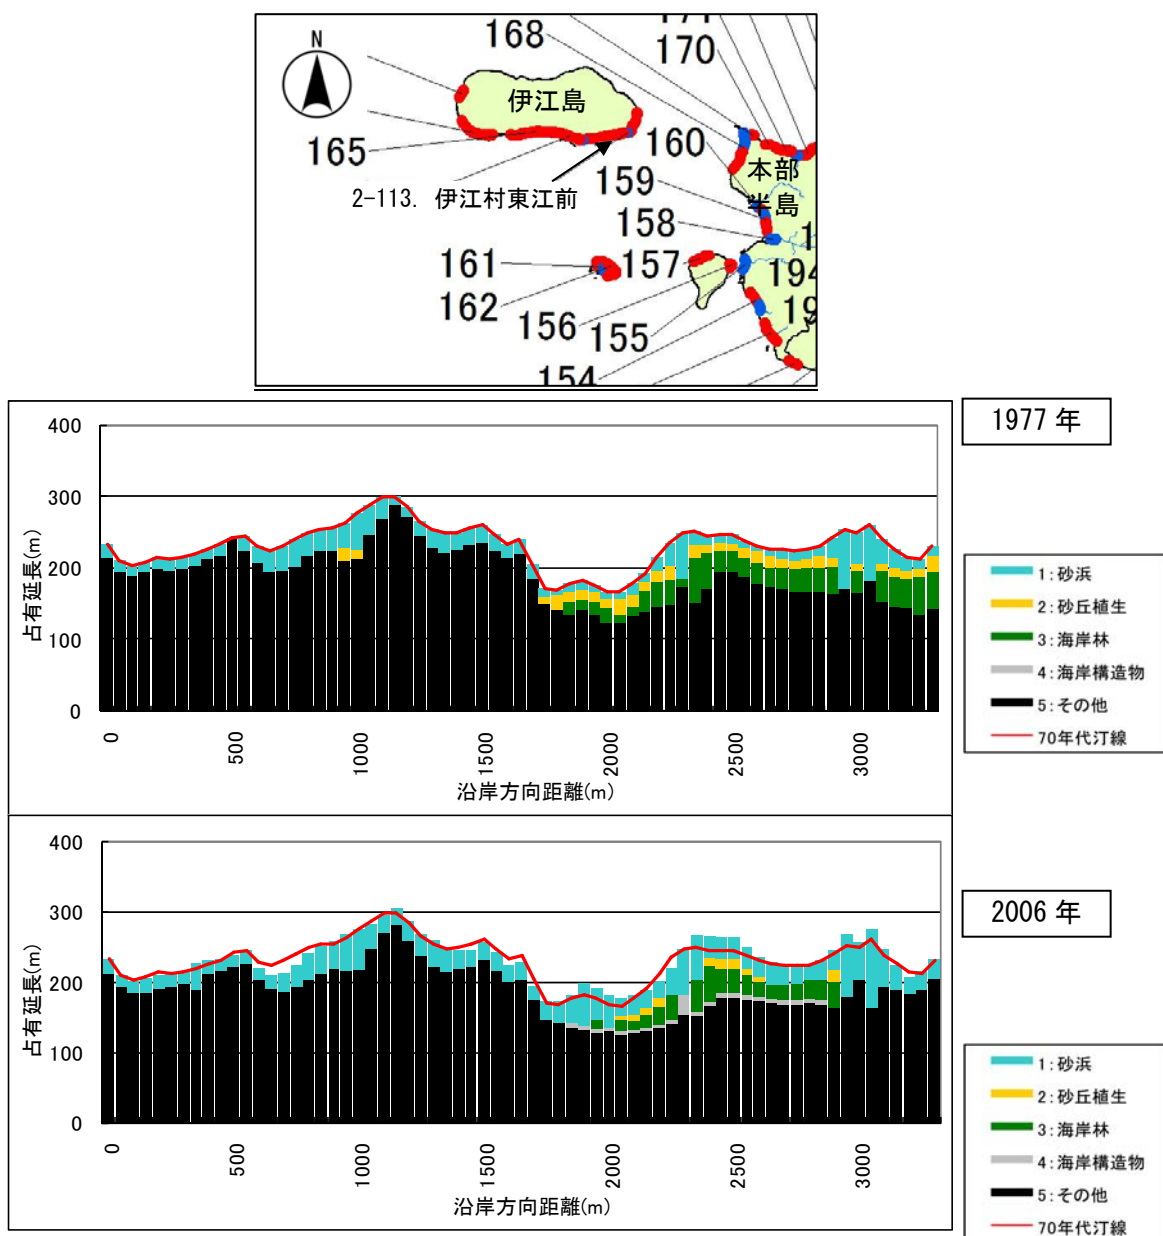 N
168
171
170
伊江島
165
160
本部
半島
159
2-113. 伊江村東江前
158
161
157
194
162
156
155
154
1977 年
400
300
200
100
0
占有延長(m)
0
500
1000
1500
2000
2500
3000
沿岸方向距離(m)
1:砂浜
2:砂丘植生
3:海岸林
4:海岸構造物
5:その他
70年代汀線
2006 年
400
300
200
100
0
占有延長(m)
0
500
1000
1500
2000
2500
3000
沿岸方向距離(m)
1:砂浜
2:砂丘植生
3:海岸林
4:海岸構造物
5:その他
70年代汀線